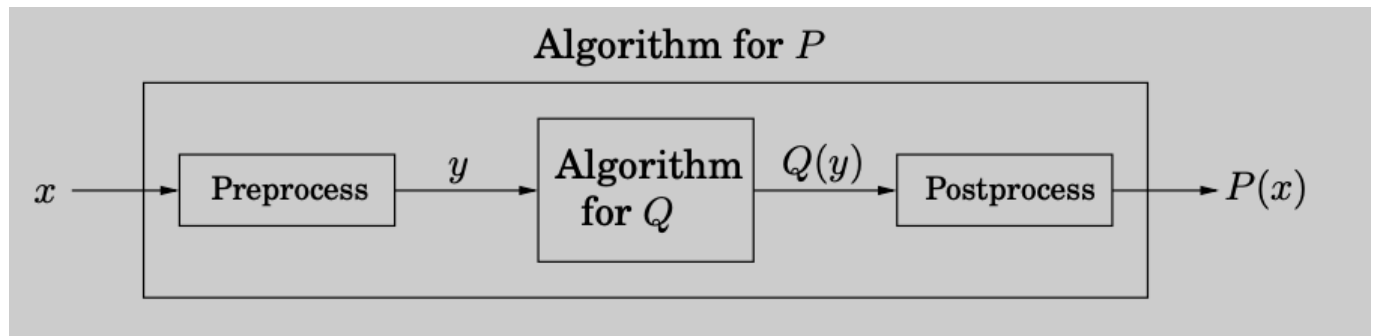 Algorithm for P
x
Preprocess
y
Algorithm
for Q
Q(y)
Postprocess
P(x)